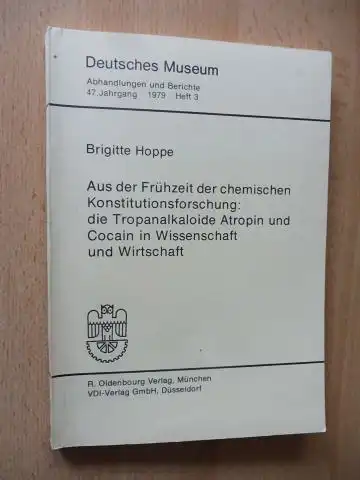 Deutsches Museum
Abhandlungen und Berichte
47. Jahrgang 1979 Heft 3
Brigitte Hoppe
Aus der Frühzeit der chemischen
Konstitutionsforschung:
die Tropanalkaloide Atropin und
Cocain in Wissenschaft
und Wirtschaft
R. Oldenbourg Verlag, München
VDI-Verlag GmbH, Düsseldorf